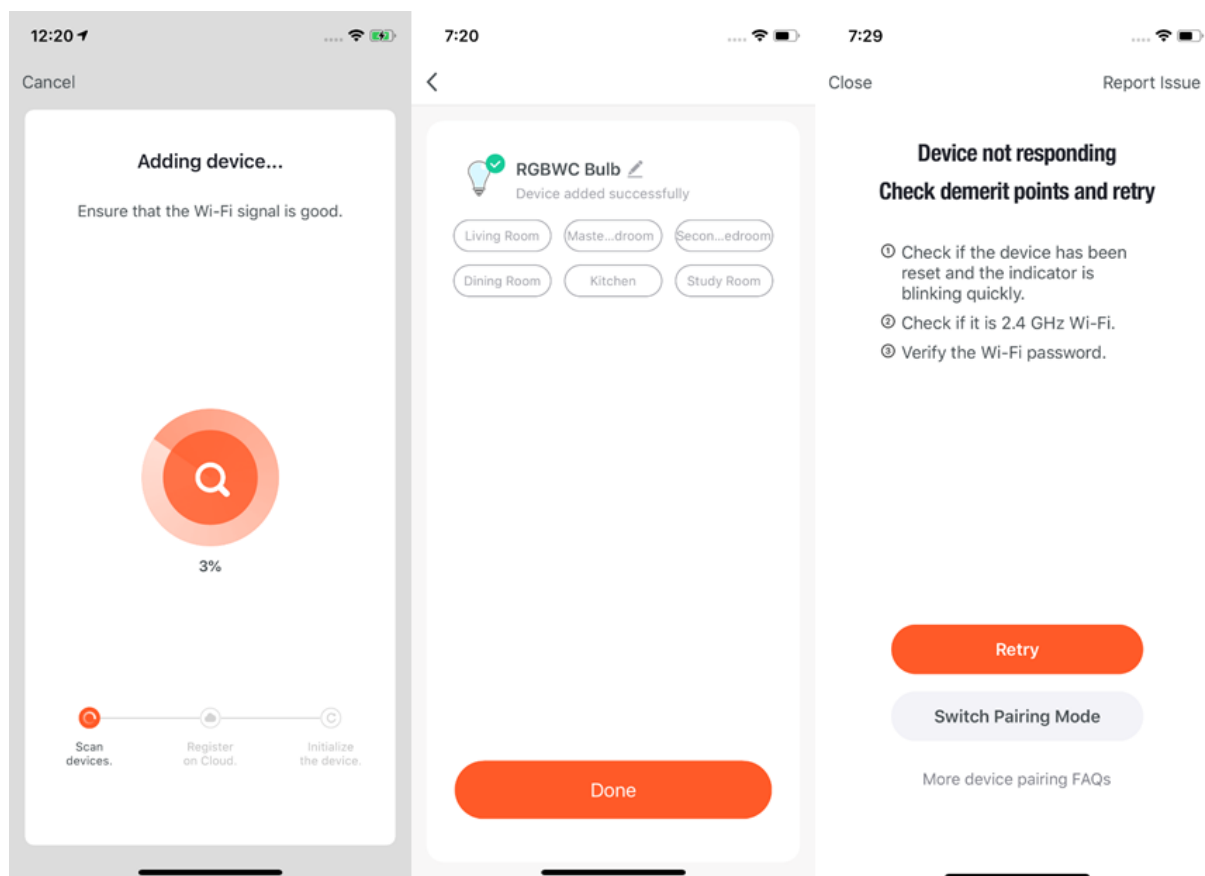 12:20
Cancel
Adding device...
Ensure that the Wi-Fi signal is good.
3%
Scan
devices.
Register
on Cloud.
Initialize
the device.
7:20
RGBWC Bulb
Device added successfully
Living Room
Maste...droom
Secon...edroom
Dining Room
Kitchen
Study Room
Done
7:29
Close
Report Issue
Device not responding
Check demerit points and retry
① Check if the device has been
reset and the indicator is
blinking quickly.
② Check if it is 2.4 GHz Wi-Fi.
③ Verify the Wi-Fi password.
Retry
Switch Pairing Mode
More device pairing FAQs